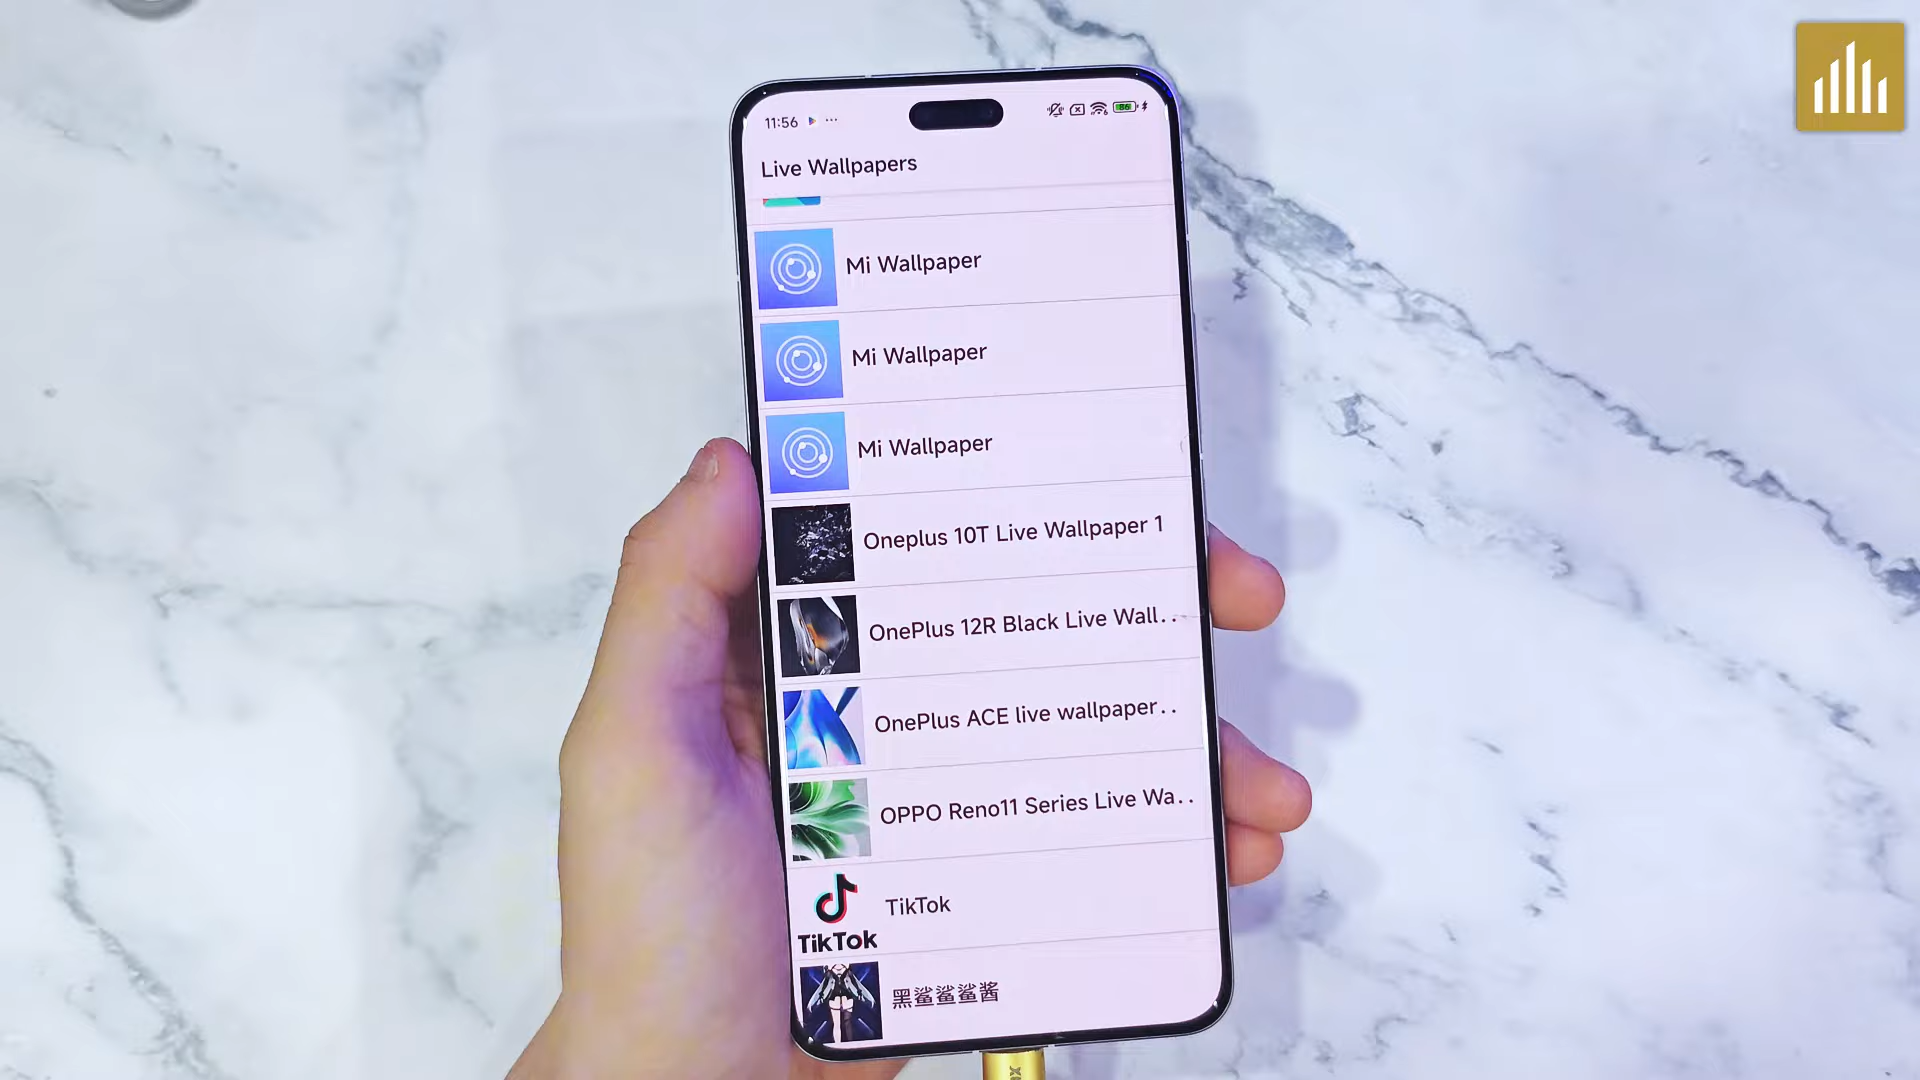 11:56
86
Live Wallpapers
Mi Wallpaper
Mi Wallpaper
Mi Wallpaper
Oneplus 10T Live Wallpaper 1
OnePlus 12R Black Live Wall..
OnePlus ACE live wallpaper..
OPPO Reno11 Series Live Wa..
TikTok
TikTok
黑鲨鲨鲨酱